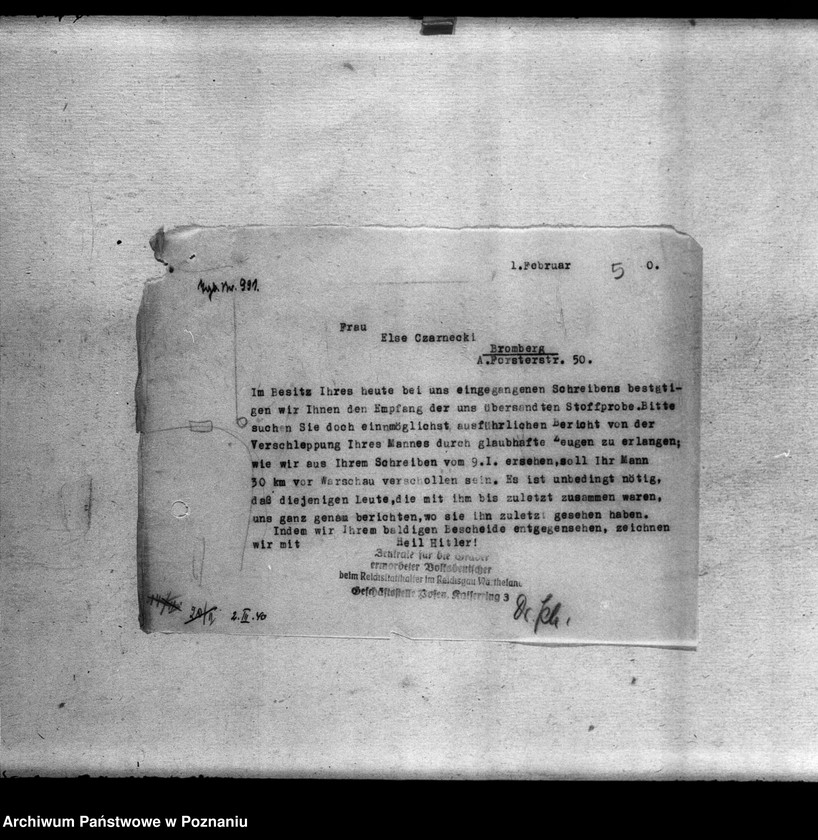 1.Februar 5 0.
Nr. 991.
Frau
Else Czarnecki
Bromberg
A.Forsterstr. 50.
Im Besitz Ihres heute bei uns eingegangenen Schreibens bestäti-
gen wir Ihnen den Empfang der uns übersandten Stoffprobe.Bitte
suchen Sie doch einenmöglichst ausführlichen Bericht von der
Verschleppung Ihres Mannes durch glaubhafte Zeugen zu erlangen;
wie wir aus Ihrem Schreiben vom 9.I. ersehen,soll Ihr Mann
30 km vor Warschau verschollen sein. Es ist unbedingt nötig,
daß diejenigen Leute,die mit ihm bis zuletzt zusammen waren,
uns ganz genau berichten,wo sie ihn zuletzt gesehen haben.
Indem wir Ihrem baldigen Bescheide entgegensehen, zeichnen
wir mit Heil Hitler!
Zentrale für die Gräber
ermordeter Volksdeutscher
beim Reichsstatthalter im Reichsgau Wartheland
Geschäftsstelle Posen, Kaiserring 3
Dr. Sch.
2.IV.40
Archiwum Państwowe w Poznaniu